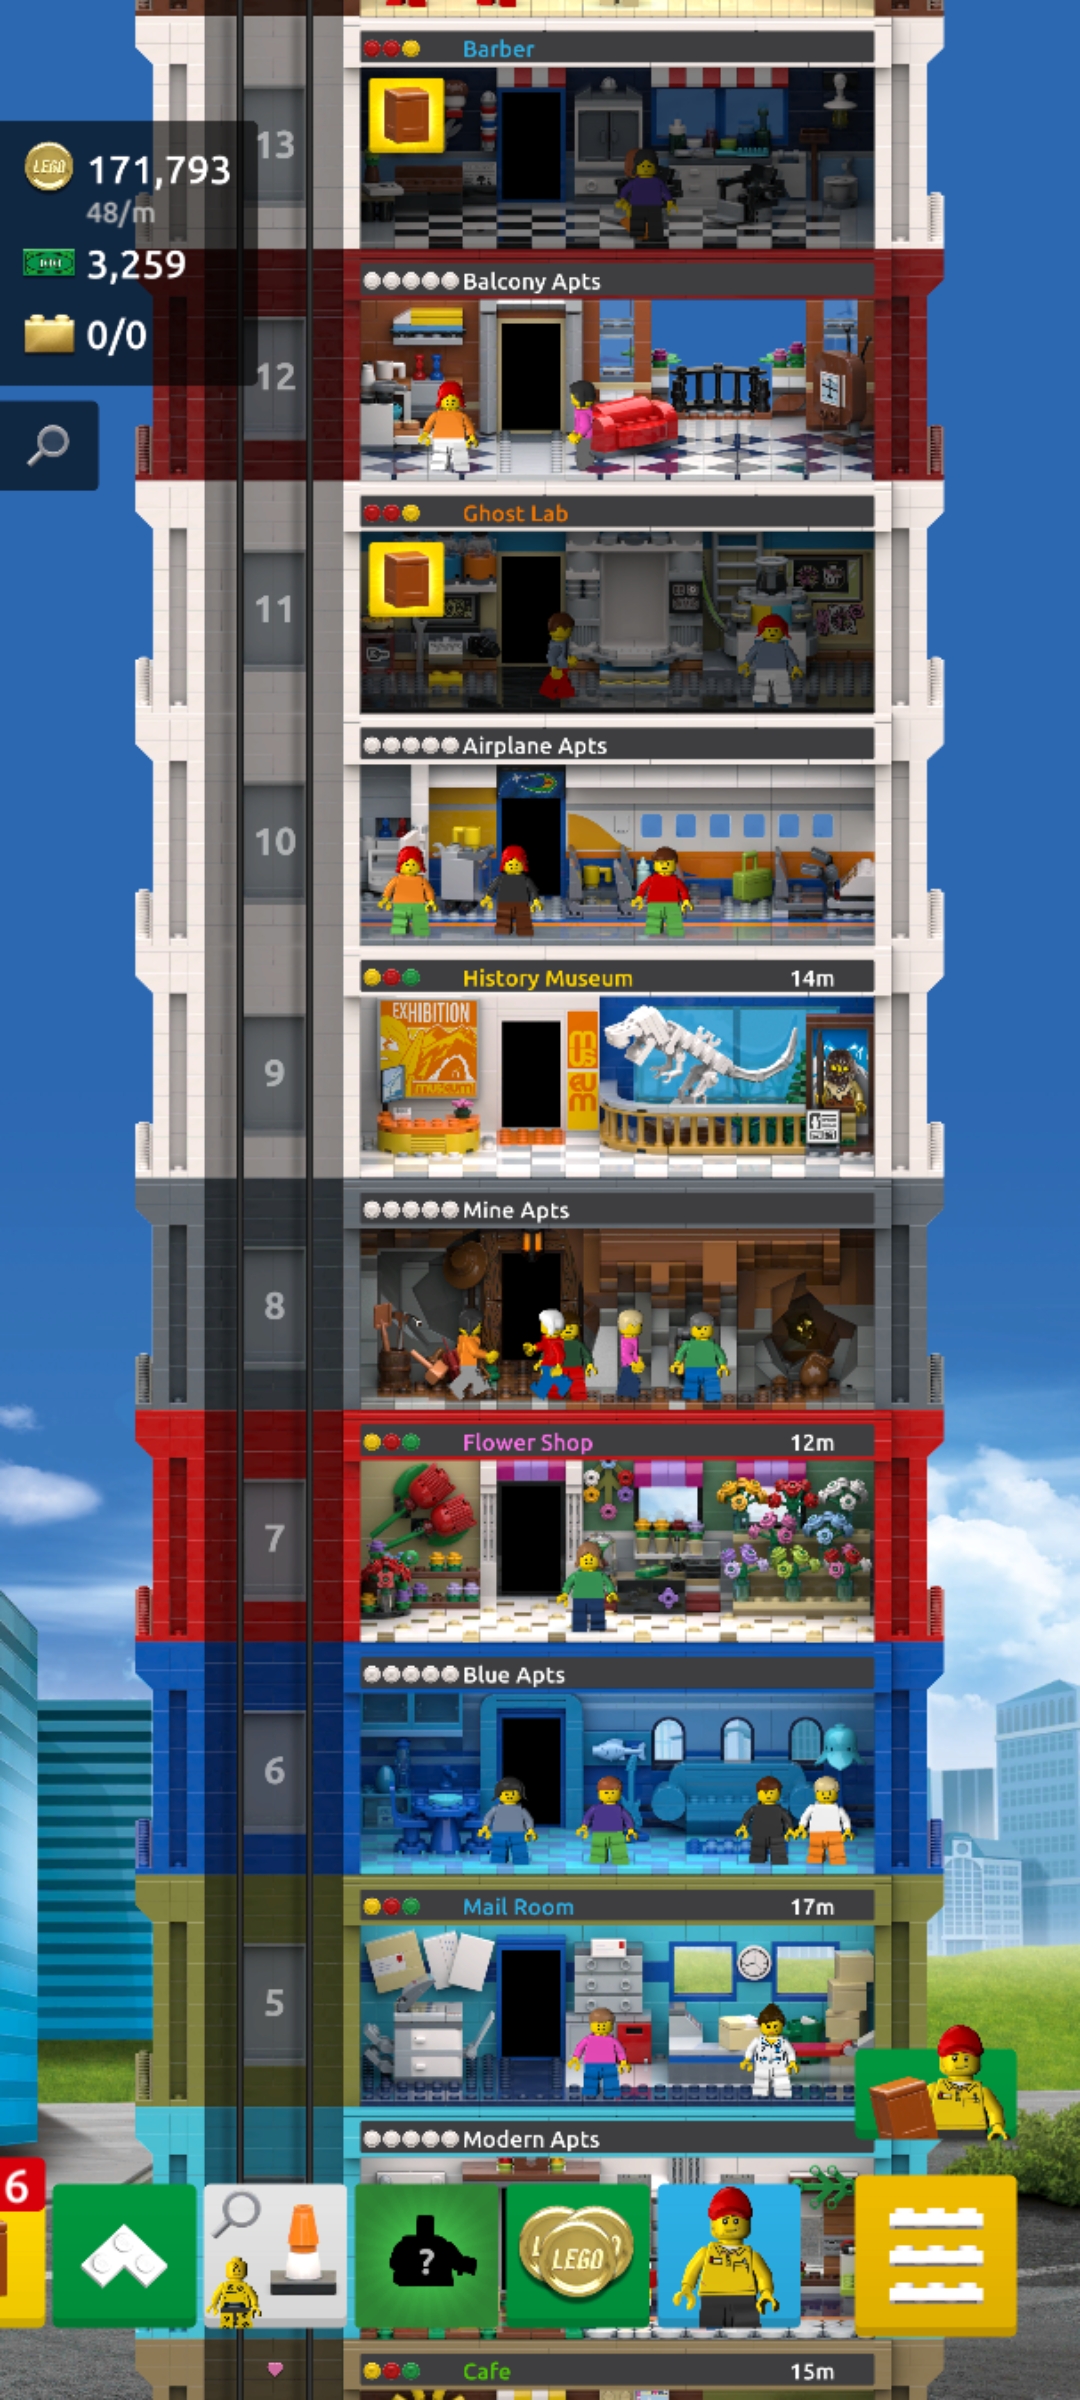 Barber
13
LEGO 171,793
48/m
3,259
0/0
Balcony Apts
12
Ghost Lab
11
Airplane Apts
10
History Museum 14m
EXHIBITION
museum
MUSEUM
9
Mine Apts
8
Flower Shop 12m
7
Blue Apts
6
Mail Room 17m
5
Modern Apts
6
?
LEGO
Cafe 15m